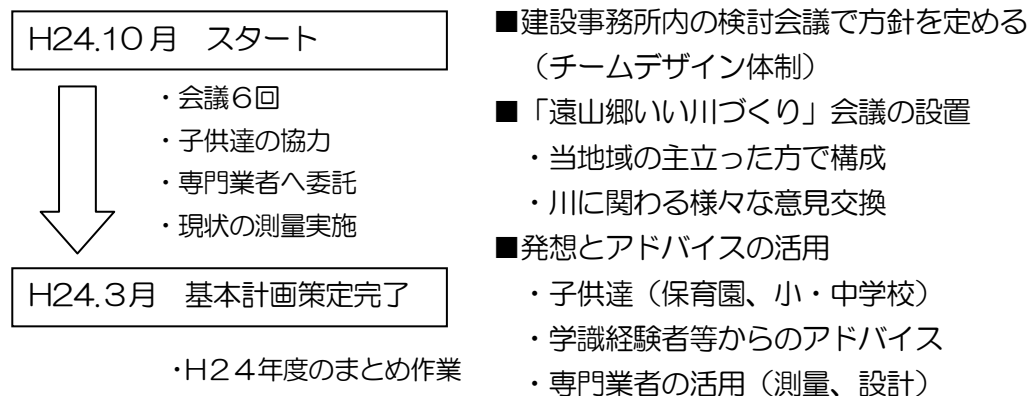 H24.10月 スタート
・会議6回
・子供達の協力
・専門業者へ委託
・現状の測量実施
H24.3月 基本計画策定完了
・H24年度のまとめ作業
■建設事務所内の検討会議で方針を定める
(チームデザイン体制)
■「遠山郷いい川づくり」会議の設置
・当地域の主立った方で構成
・川に関わる様々な意見交換
■発想とアドバイスの活用
・子供達(保育園、小・中学校)
・学識経験者等からのアドバイス
・専門業者の活用(測量、設計)